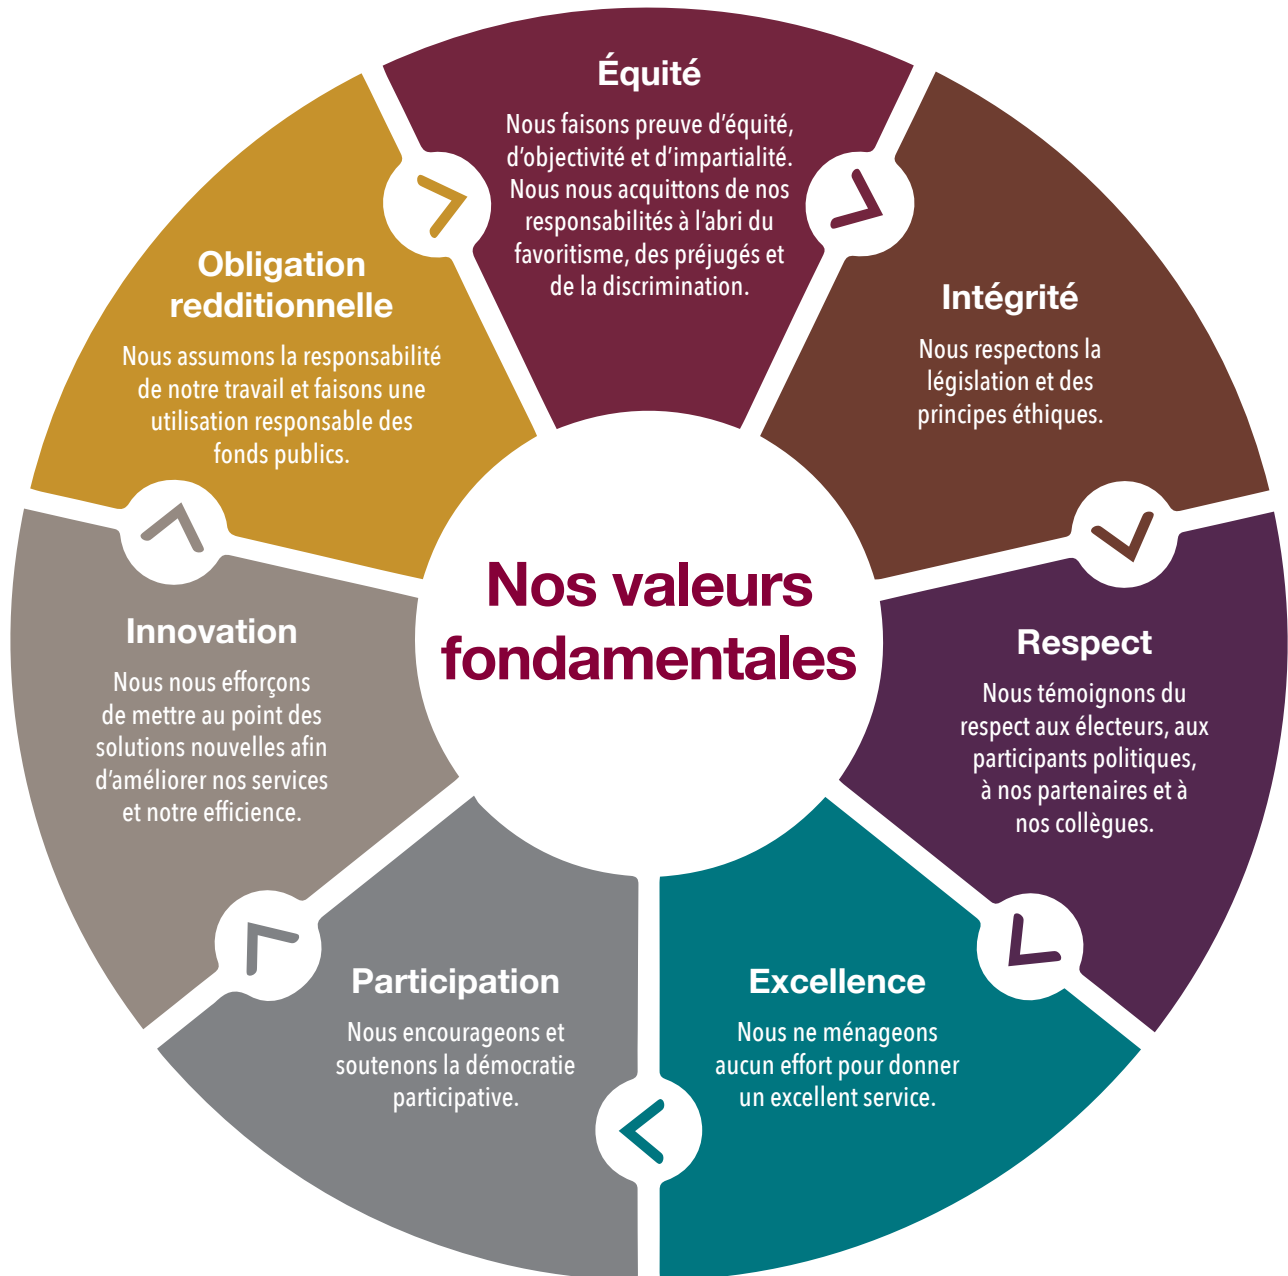 Nos valeurs
fondamentales
Équité
Nous faisons preuve d’équité,
d’objectivité et d’impartialité.
Nous nous acquittons de nos
responsabilités à l’abri du
favoritisme, des préjugés et
de la discrimination.
Intégrité
Nous respectons la
législation et des
principes éthiques.
Respect
Nous témoignons du
respect aux électeurs, aux
participants politiques,
à nos partenaires et à
nos collègues.
Excellence
Nous ne ménageons
aucun effort pour donner
un excellent service.
Participation
Nous encourageons et
soutenons la démocratie
participative.
Innovation
Nous nous efforçons
de mettre au point des
solutions nouvelles afin
d’améliorer nos services
et notre efficience.
Obligation
redditionnelle
Nous assumons la responsabilité
de notre travail et faisons une
utilisation responsable des
fonds publics.